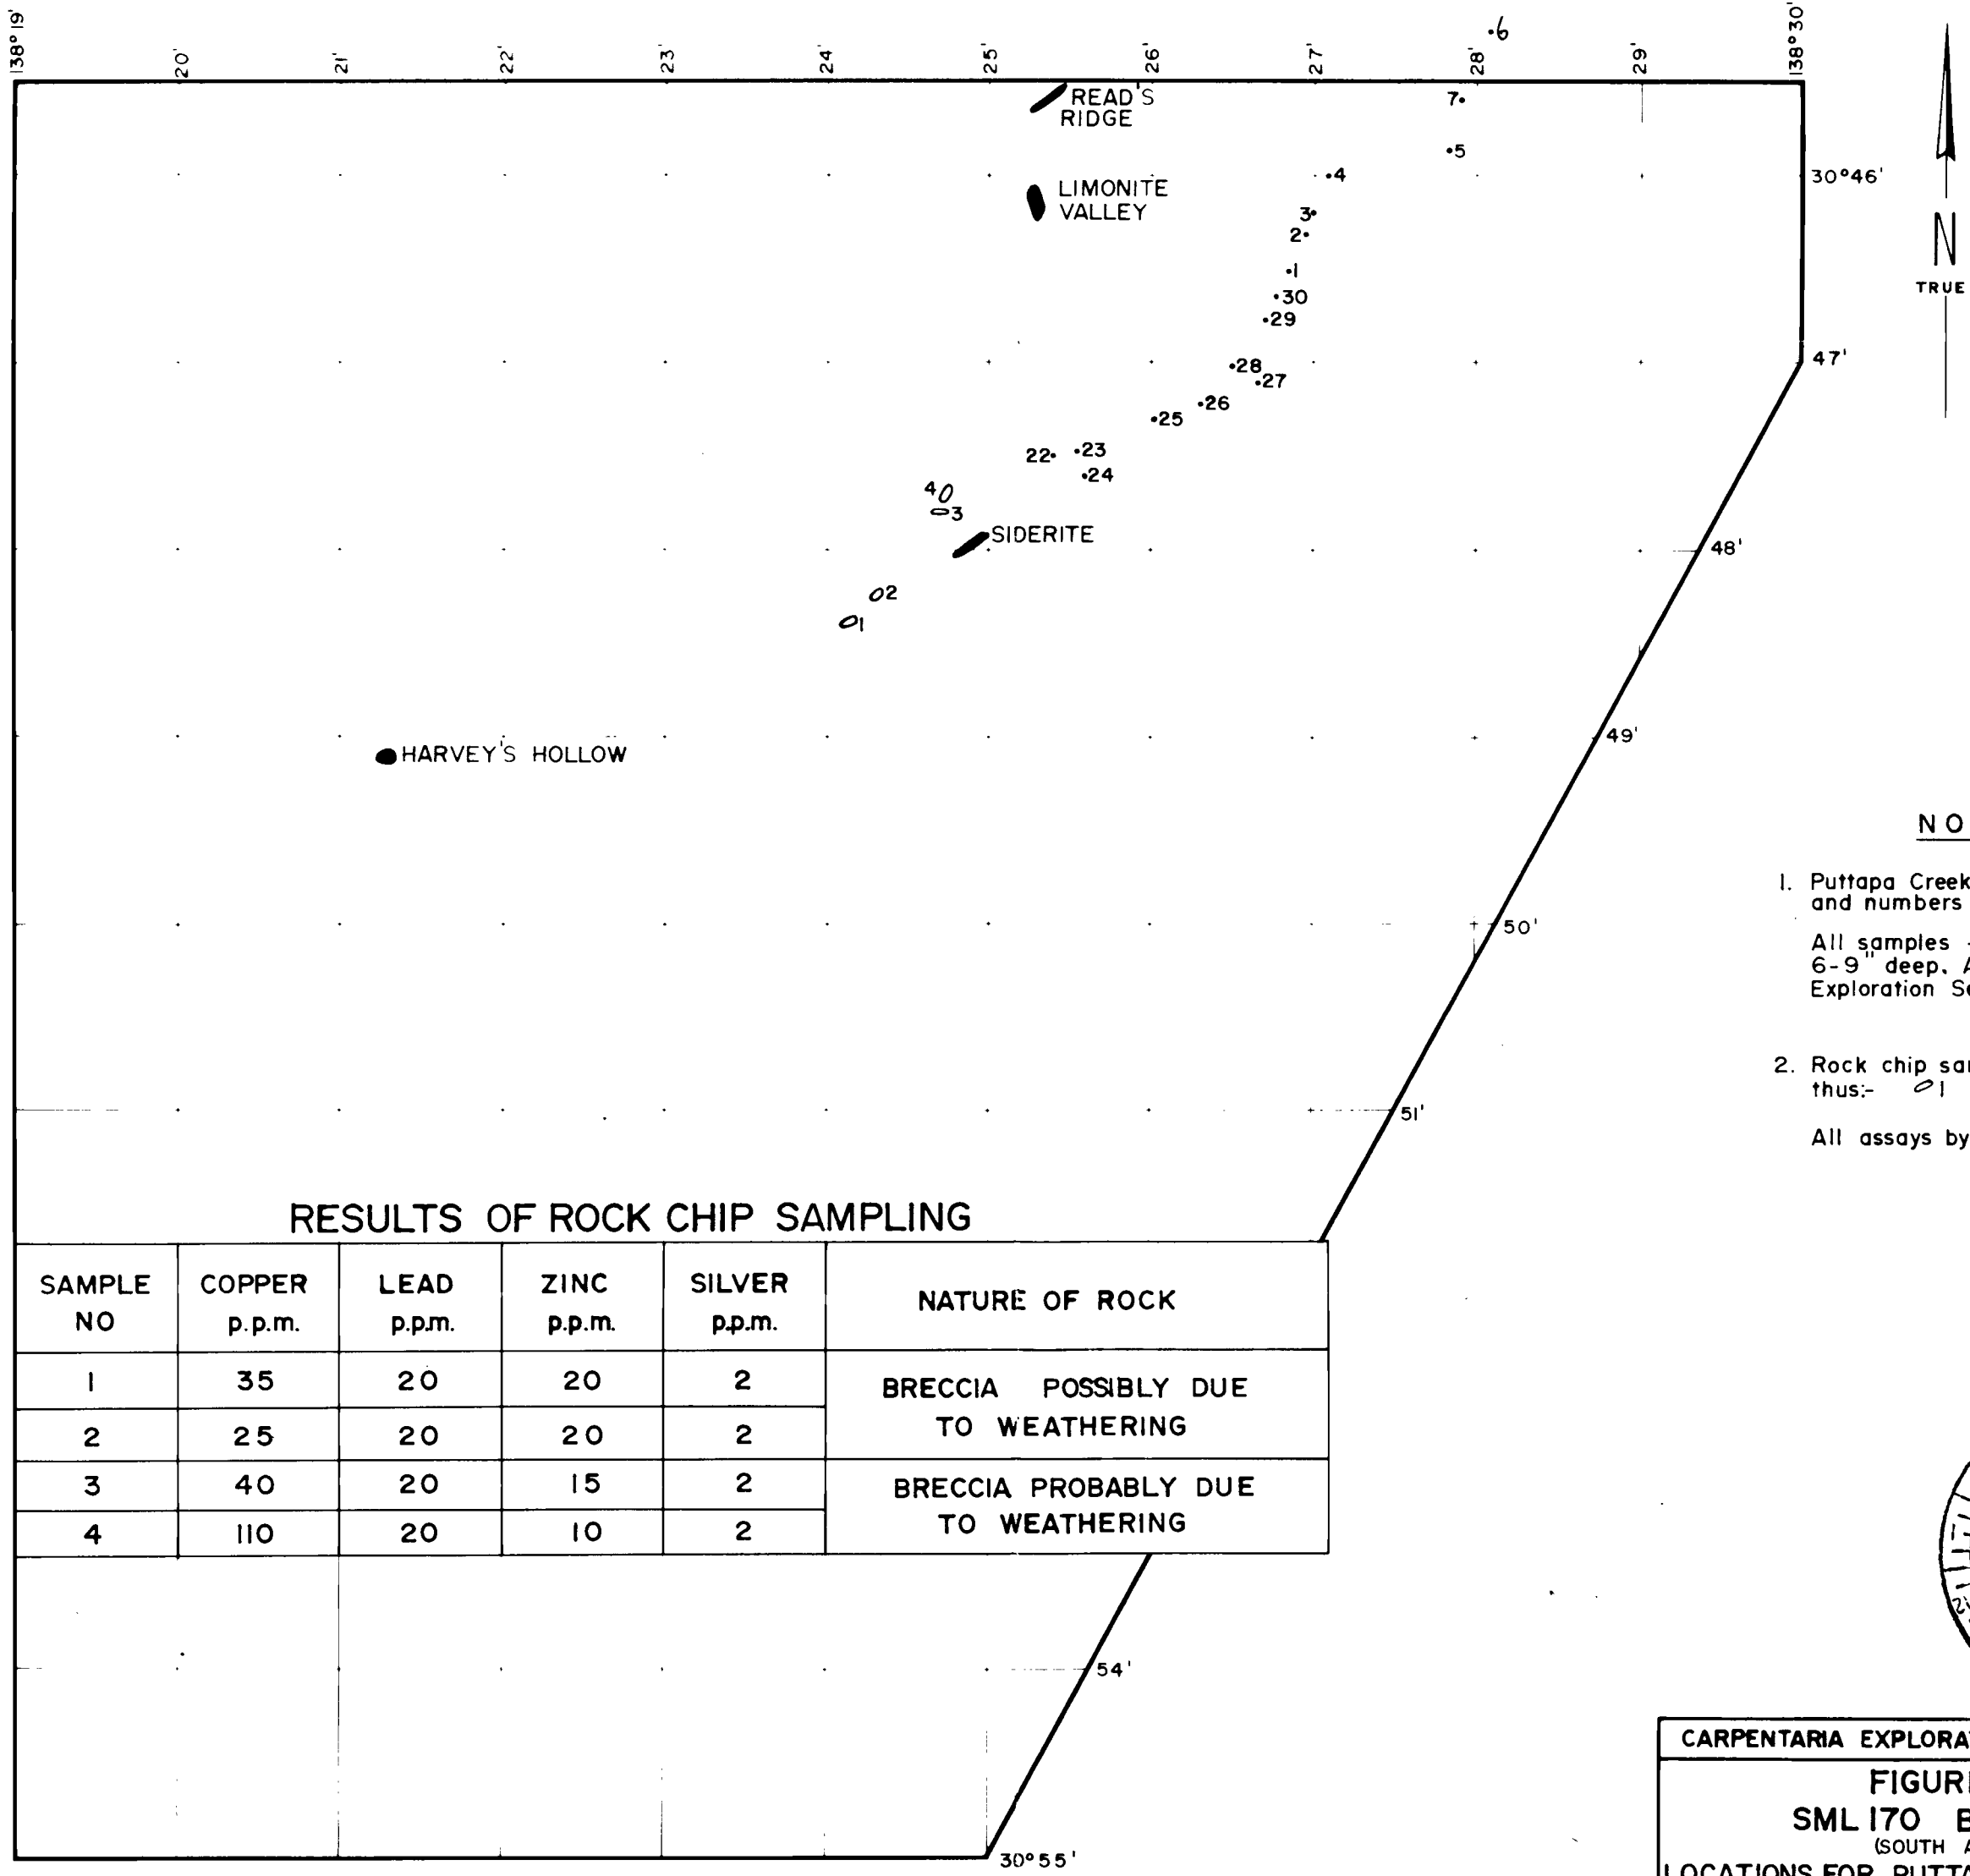 138° 19' 20' 21' 22' 23' 24' 25' 26' 27' 28' 29' 138° 30'
.6
READ'S
RIDGE
7.
.5
.4
30°46'
LIMONITE
VALLEY
3.
2.
.1
.30
.29
N
TRUE
47'
.28
.27
.26
.25
22. .23
.24
4
3
SIDERITE
48'
2
1
49'
HARVEY'S HOLLOW
50'
51'
NO
1. Puttapa Creek
and numbers
All samples -
6-9" deep. A
Exploration Se
2. Rock chip sa
thus:- 1
All assays by
RESULTS OF ROCK CHIP SAMPLING
SAMPLE NO COPPER p.p.m. LEAD p.p.m. ZINC p.p.m. SILVER p.p.m. NATURE OF ROCK
1 35 20 20 2 BRECCIA POSSIBLY DUE
2 25 20 20 2 TO WEATHERING
3 40 20 15 2 BRECCIA PROBABLY DUE
4 110 20 10 2 TO WEATHERING
54'
30°55'
CARPENTARIA EXPLORA
FIGUR
SML 170 B
(SOUTH A
LOCATIONS FOR PUTTA